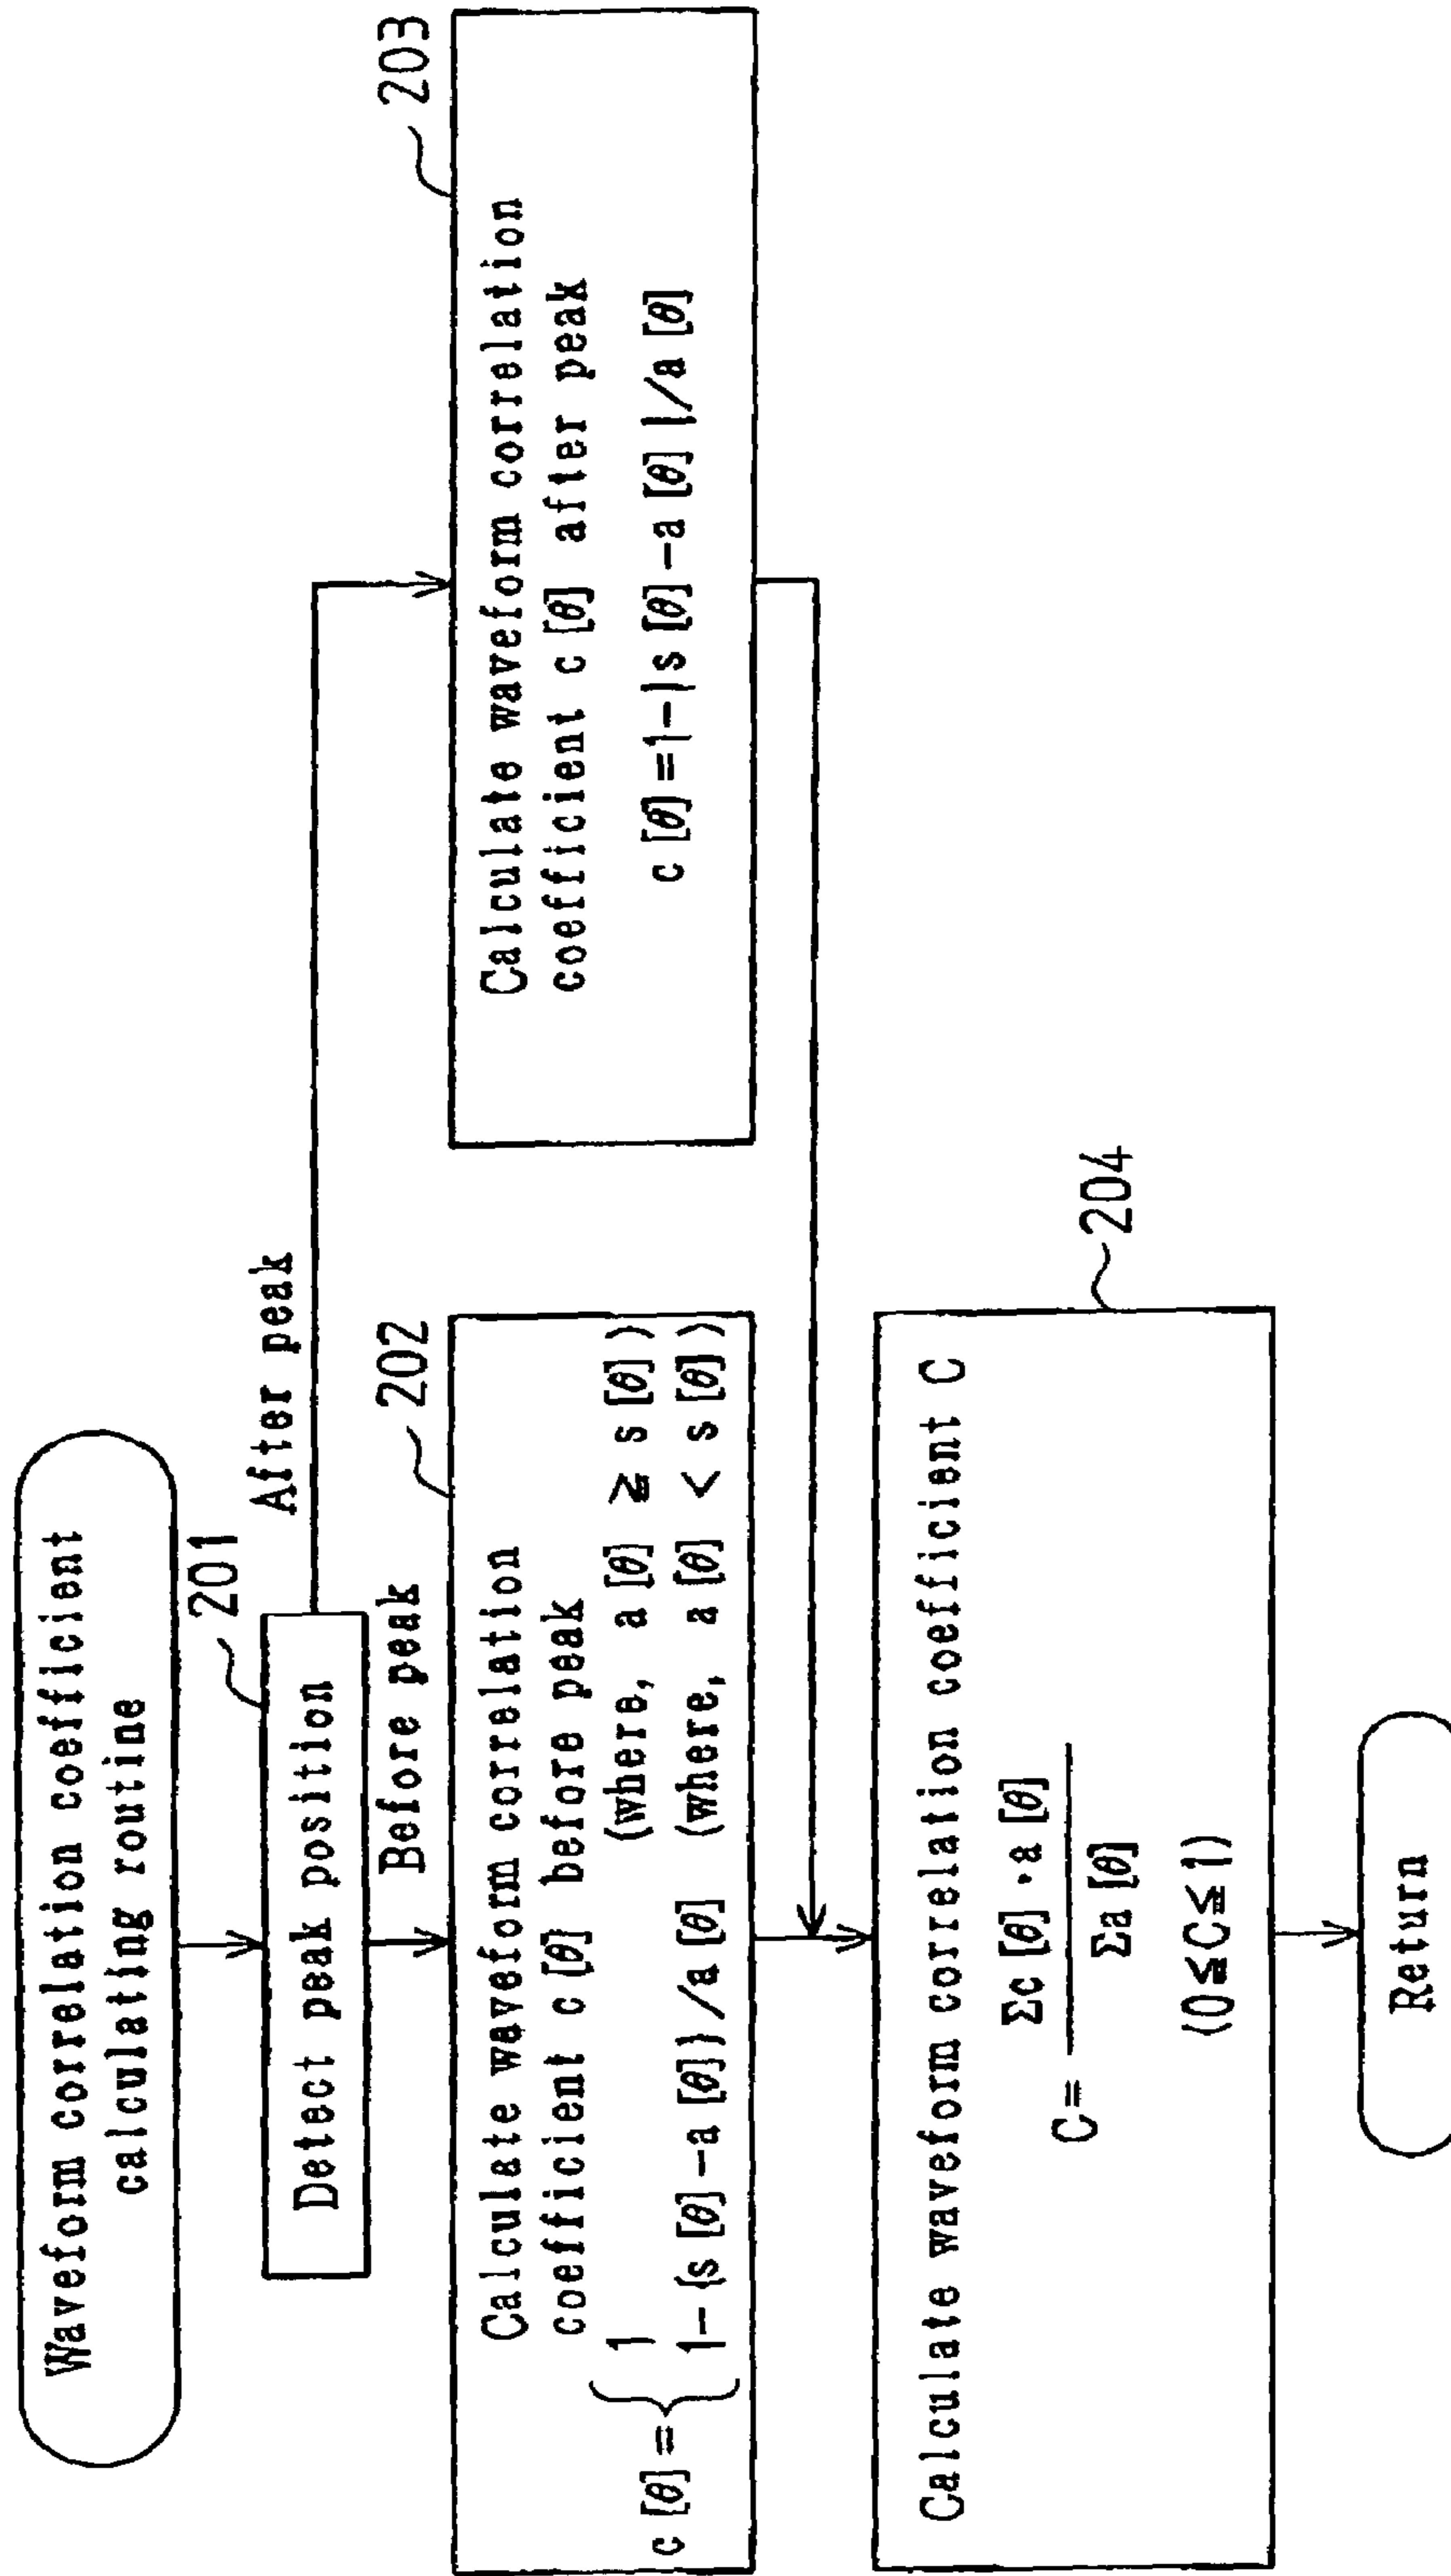 Waveform correlation coefficient
calculating routine
201
Detect peak position
After peak
Before peak
202
Calculate waveform correlation
coefficient c [θ] before peak
c [θ] = { 1 (where, a [θ] ≧ s [θ])
1- {s [θ] -a [θ]} /a [θ] (where, a [θ] < s [θ])
203
Calculate waveform correlation
coefficient c [θ] after peak
c [θ] =1- |s [θ] -a [θ] |/a [θ]
204
Calculate waveform correlation coefficient C
C= Σc [θ] ·a [θ]
Σa [θ]
(0≦C≦1)
Return